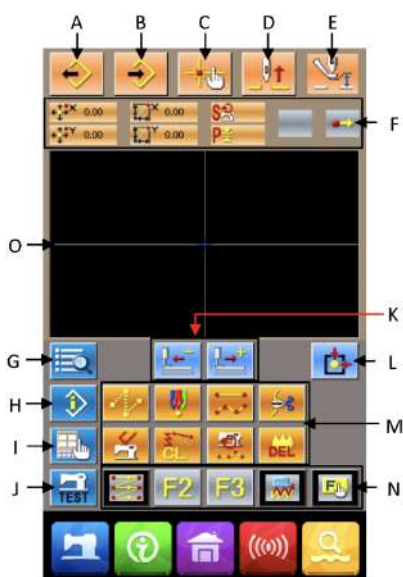 A B C D E
X 0.00 X 0.00 S
F
Y 0.00 Y 0.00 P
O
K
G L
H
M
I CL DEL
J TEST F2 F3 F N